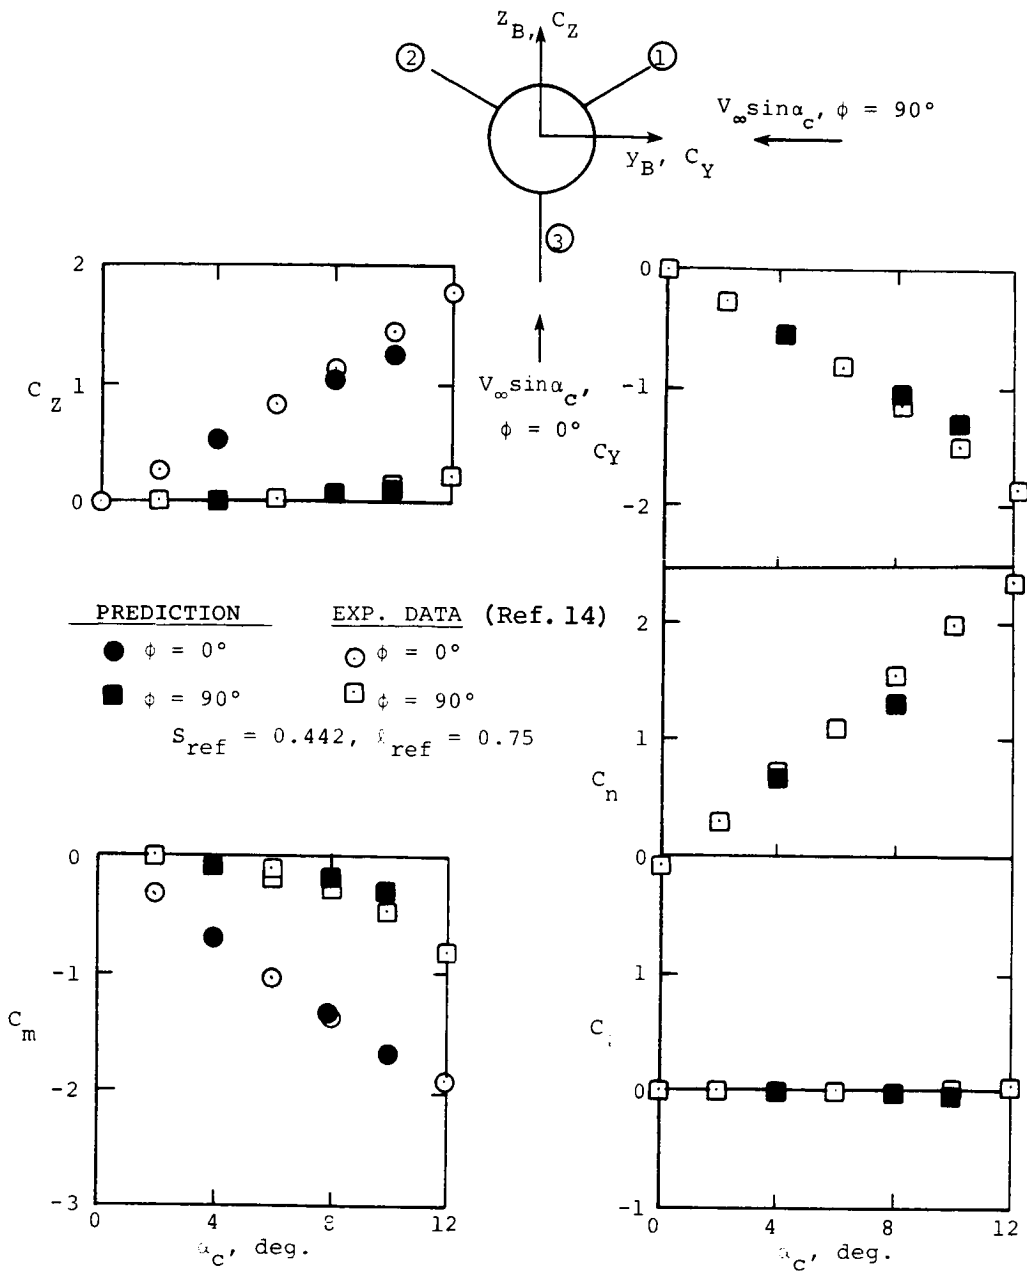 z_B, C_Z
② ①
V_∞ sinα_c, φ = 90°
y_B, C_Y
③
2
1
0
C_Z
V_∞ sinα_c,
φ = 0°
0
-1
-2
C_Y
PREDICTION EXP. DATA (Ref. 14)
● φ = 0° ⊙ φ = 0°
■ φ = 90° ⊡ φ = 90°
S_ref = 0.442, ℓ_ref = 0.75
2
1
0
C_n
0
-1
-2
-3
C_m
0 4 8 12
α_c, deg.
1
0
-1
C
0 4 8 12
α_c, deg.